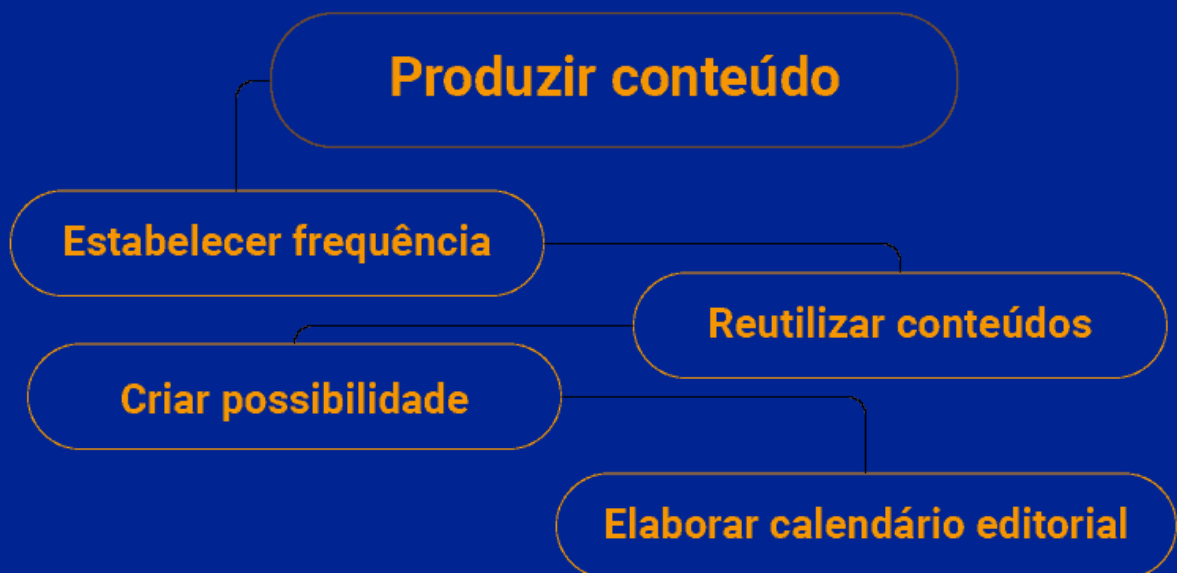 Produzir conteúdo
Estabelecer frequência
Reutilizar conteúdos
Criar possibilidade
Elaborar calendário editorial